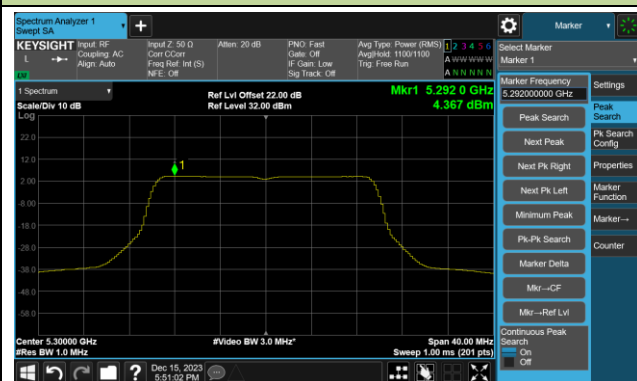 Spectrum Analyzer 1
Swept SA
Marker
KEYSIGHT
L
Input: RF
Coupling: AC
Align: Auto
Input Z: 50 Ω
Corr CCorr
Freq Ref: Int (S)
NFE: Off
Atten: 20 dB
PNO: Fast
Gate: Off
IF Gain: Low
Sig Track: Off
Avg Type: Power (RMS)
Avg|Hold: 1100/1100
Trig: Free Run
1 2 3 4 5 6
A W W W W W
A N N N N N
Select Marker
Marker 1
1 Spectrum
Scale/Div 10 dB
Log
Ref Lvl Offset 22.00 dB
Ref Level 32.00 dBm
Mkr1 5.292 0 GHz
4.367 dBm
22.0
12.0
2.00
-8.00
-18.0
-28.0
-38.0
-48.0
-58.0
1
Center 5.30000 GHz
#Res BW 1.0 MHz
#Video BW 3.0 MHz*
Span 40.00 MHz
Sweep 1.00 ms (201 pts)
Marker Frequency
5.292000000 GHz
Peak Search
Next Peak
Next Pk Right
Next Pk Left
Minimum Peak
Pk-Pk Search
Marker Delta
Mkr→CF
Mkr→Ref Lvl
Continuous Peak
Search
On
Off
Settings
Peak
Search
Pk Search
Config
Properties
Marker
Function
Marker→
Counter
Dec 15, 2023
5:51:02 PM